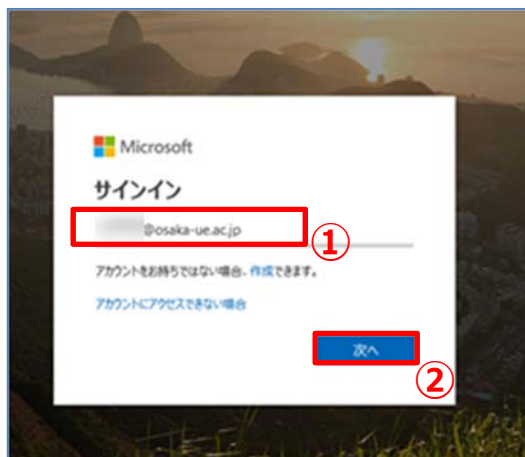 Microsoft
サインイン
@osaka-ue.ac.jp
①
アカウントをお持ちではない場合、作成できます。
アカウントにアクセスできない場合
次へ
②